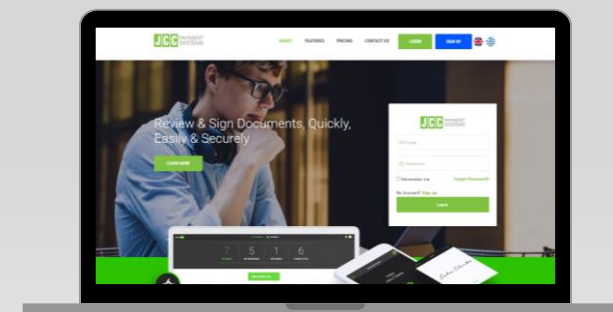 JCC PAYMENT
SYSTEMS
ABOUT FEATURES PRICING CONTACT US LOGIN SIGN UP
Review & Sign Documents, Quickly,
Easily & Securely
LEARN MORE
JCC PAYMENT
SYSTEMS
Email
Password
Remember me Forgot Password?
No Account? Sign up
Log in
7 5 1 6